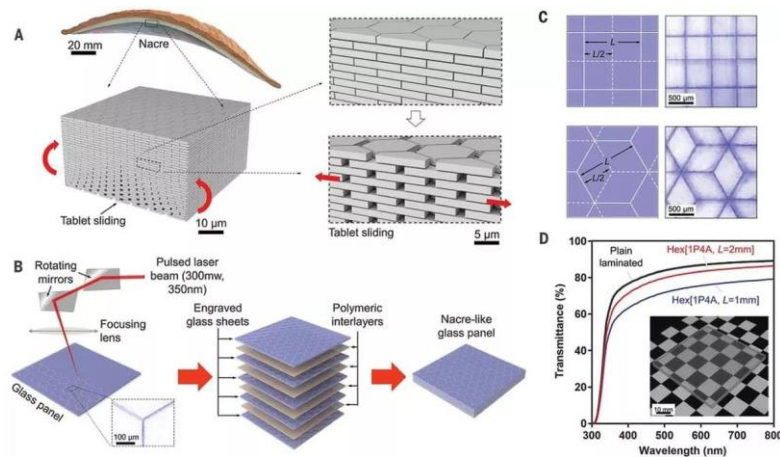 A
20 mm
Nacre
Tablet sliding
10 µm
Tablet sliding
5 µm
B
Rotating
mirrors
Pulsed laser
beam (300mw,
350nm)
Focusing
lens
Glass panel
100 µm
Engraved
glass sheets
Polymeric
interlayers
Nacre-like
glass panel
C
L
L/2
500 µm
L
L/2
500 µm
D
Transmittance (%)
100
80
60
40
20
0
Plain
laminated
Hex[1P4A, L=2mm]
Hex[1P4A, L=1mm]
10 mm
300 400 500 600 700 800
Wavelength (nm)